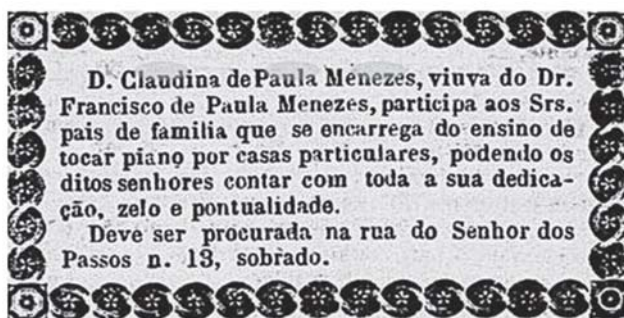 D. Claudina de Paula Menezes, viuva do Dr.
Francisco de Paula Menezes, participa aos Srs.
pais de familia que se encarrega do ensino de
tocar piano por casas particulares, podendo os
ditos senhores contar com toda a sua dedica-
ção, zelo e pontualidade.
Deve ser procurada na rua do Senhor dos
Passos n. 13, sobrado.